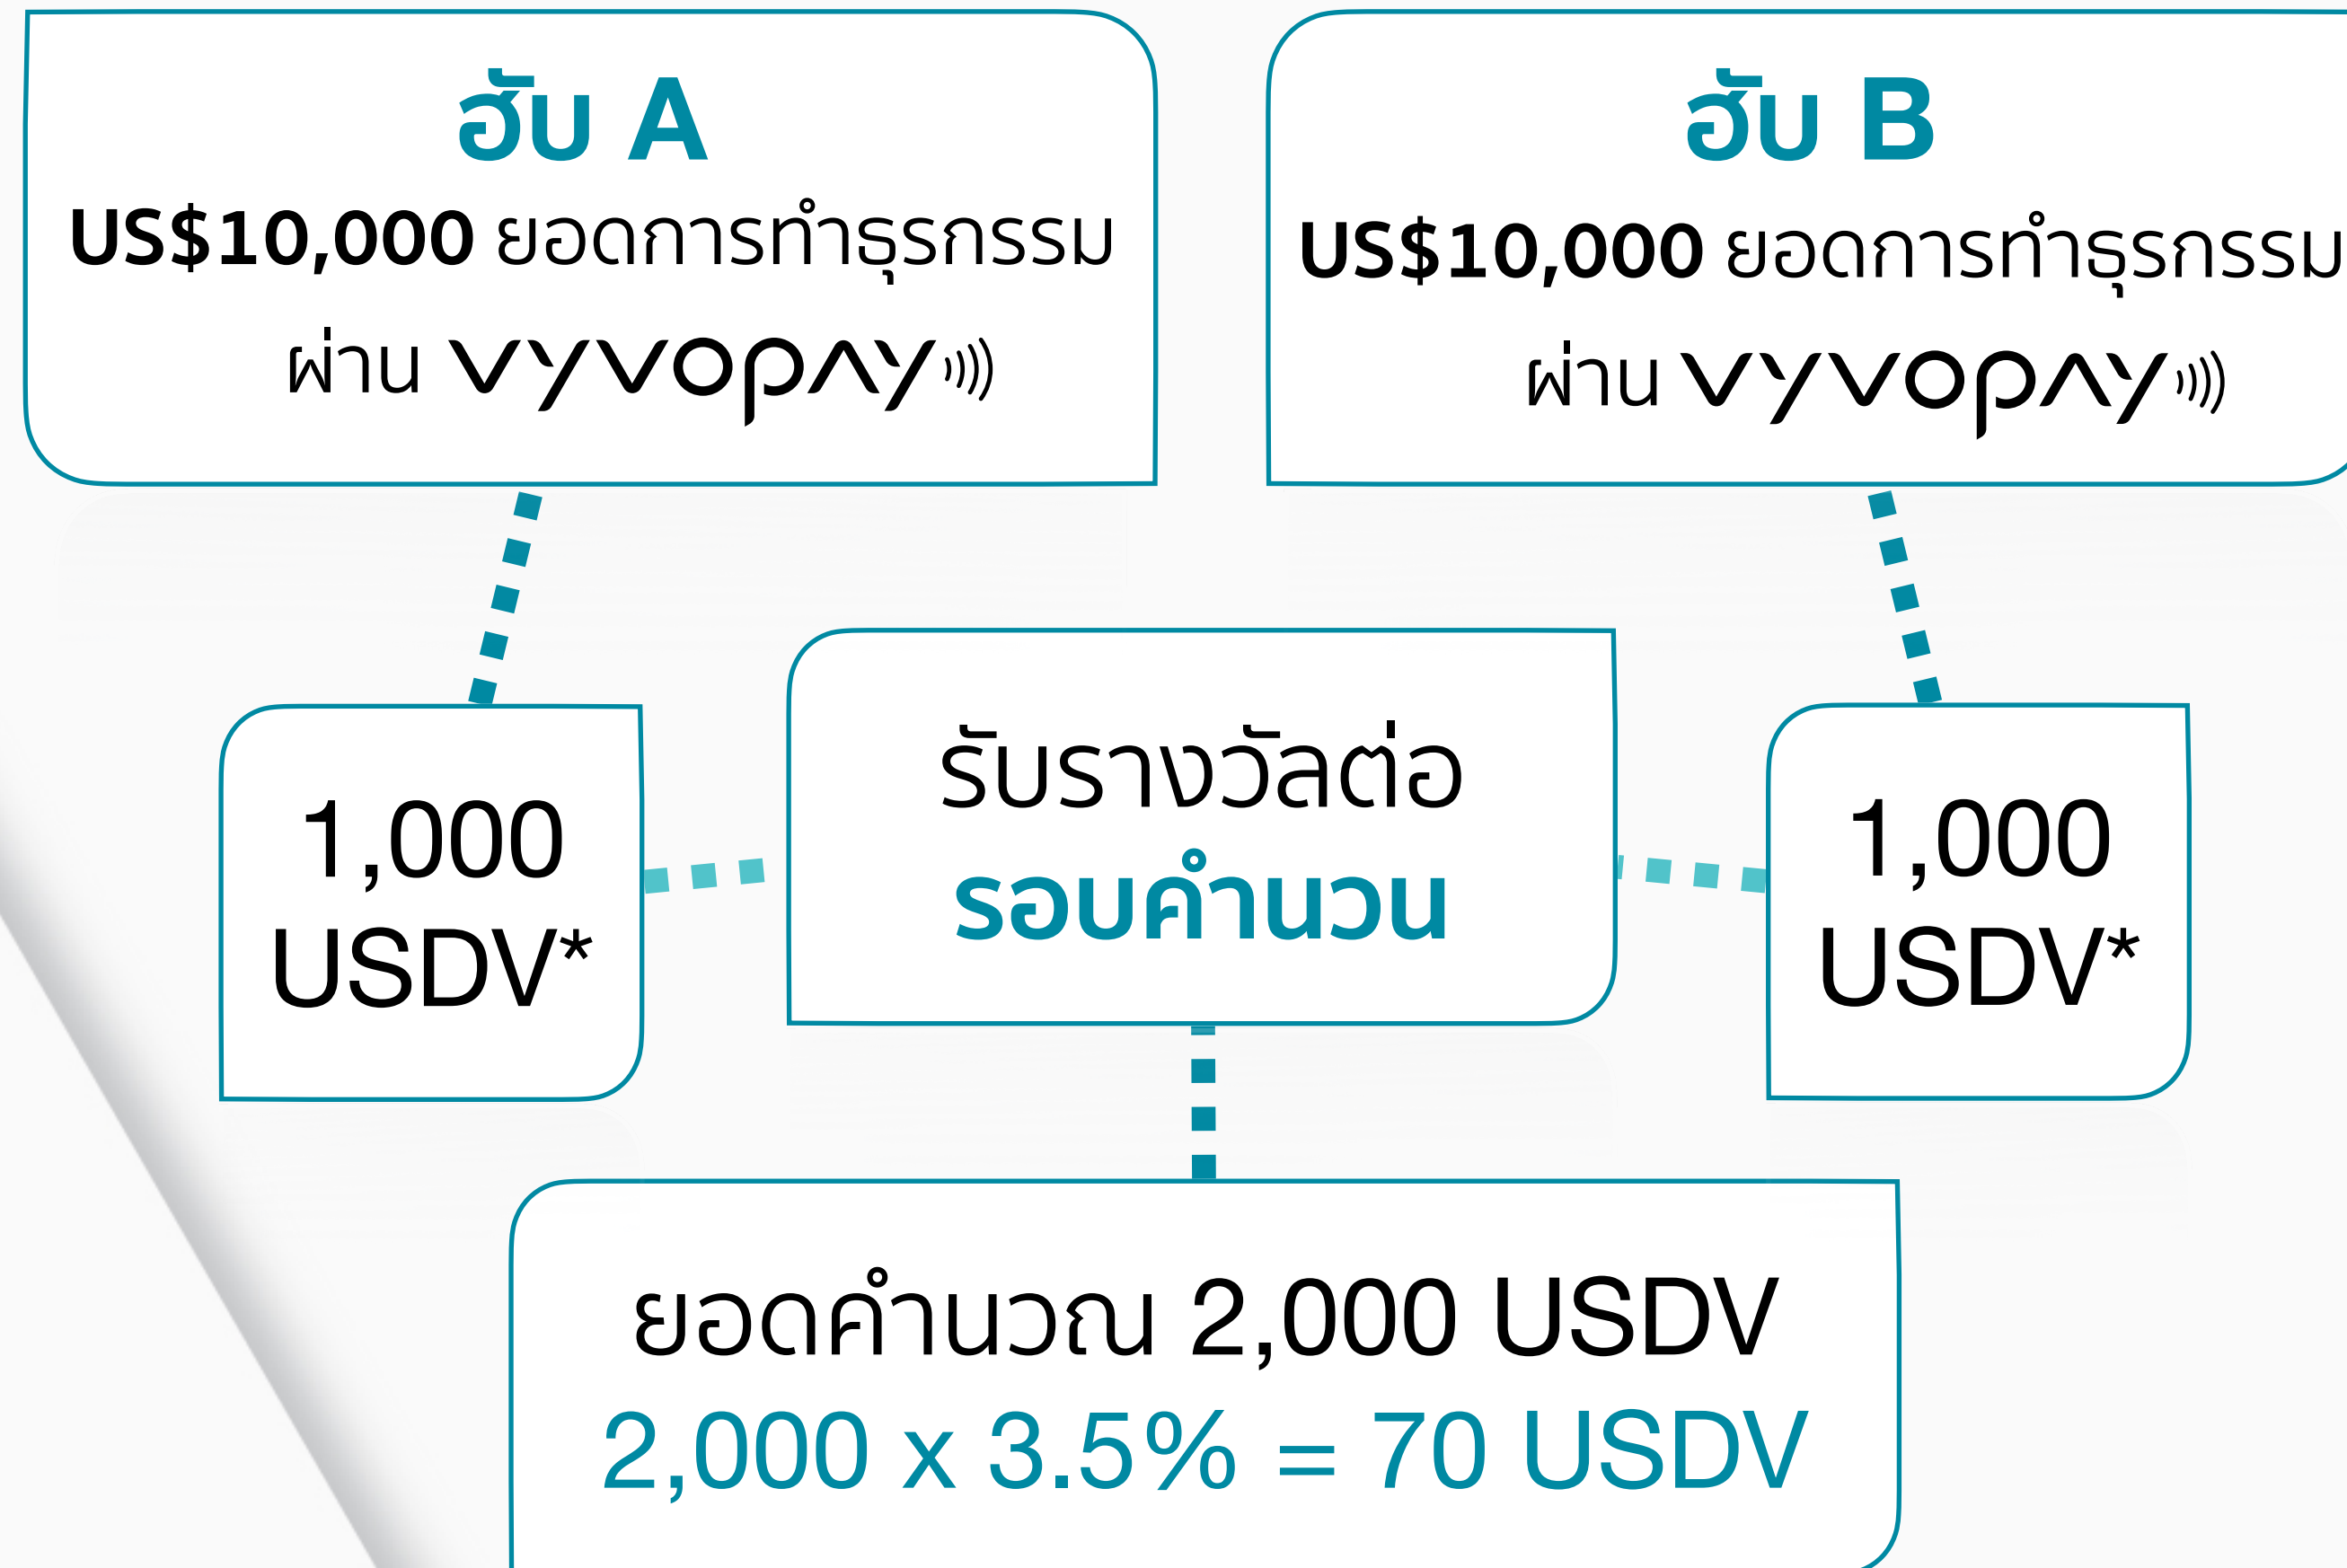 ฮับ A
US$10,000 ยอดการทำธุรกรรม
ผ่าน vyvopay
ฮับ B
US$10,000 ยอดการทำธุรกรรม
ผ่าน vyvopay
1,000
USDV*
รับรางวัลต่อ
รอบคำนวน
1,000
USDV*
ยอดคำนวณ 2,000 USDV
2,000 x 3.5% = 70 USDV